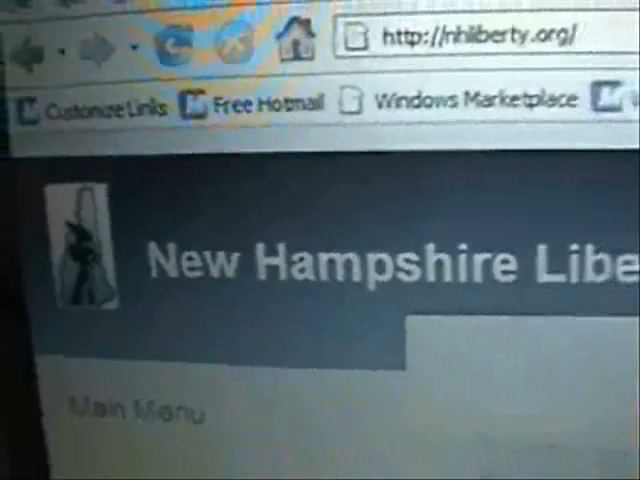 http://nhliberty.org/
Customize Links Free Hotmail Windows Marketplace
New Hampshire Libe
Main Menu